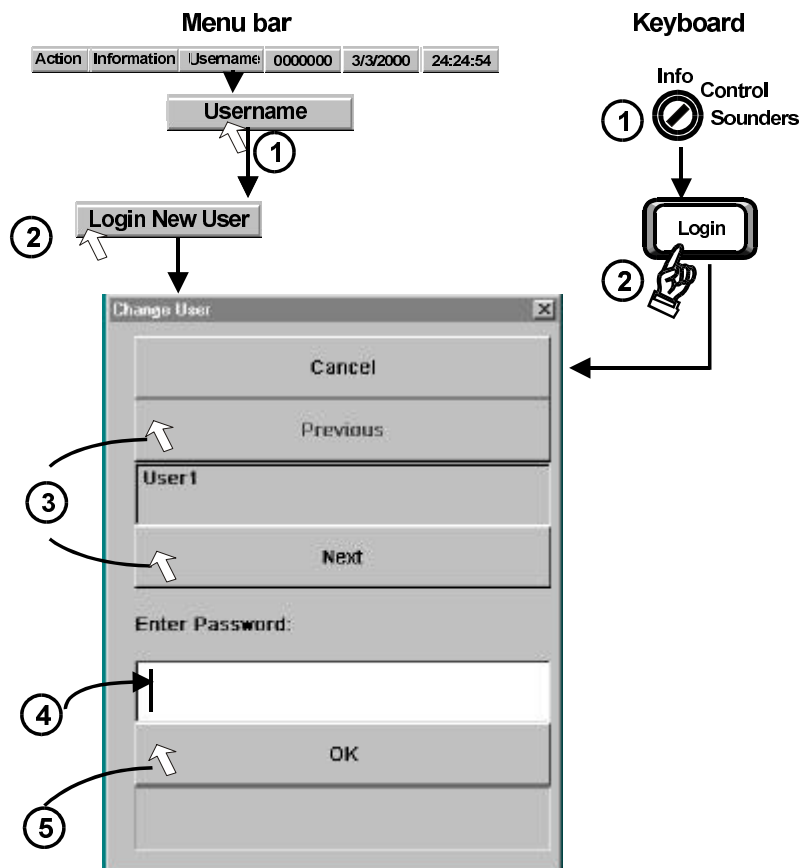 Menu bar
Keyboard
Action Information Username 0000000 3/3/2000 24:24:54
Username
1
Login New User
2
Info
Control
1
Sounders
Login
2
Change User
Cancel
Previous
3
User1
Next
Enter Password:
4
OK
5